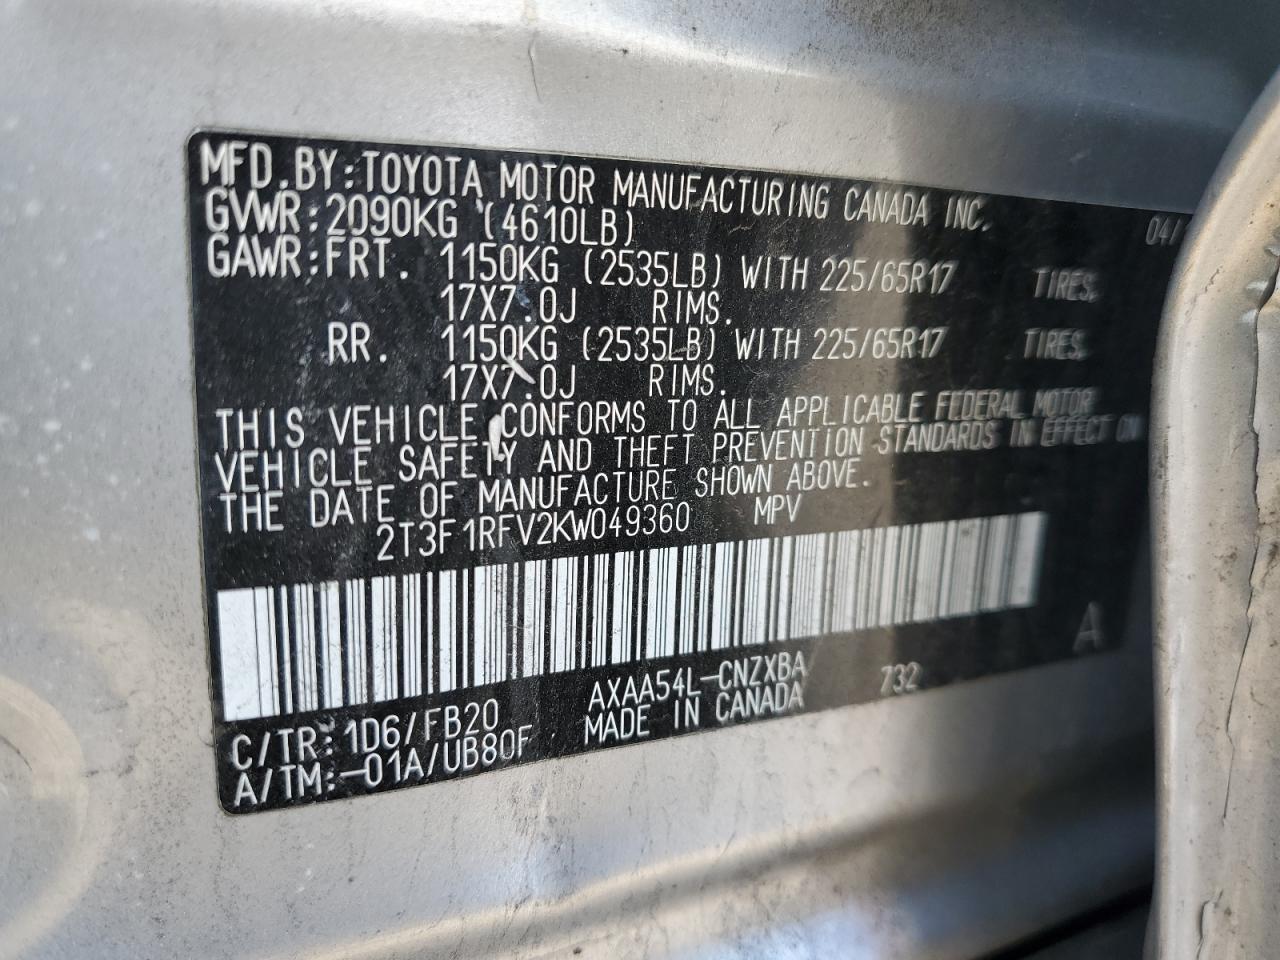 MFD.BY:TOYOTA MOTOR MANUFACTURING CANADA INC. 04/
GVWR:2090KG (4610LB)
GAWR:FRT. 1150KG (2535LB) WITH 225/65R17 TIRES.
17X7.0J RIMS.
RR. 1150KG (2535LB) WITH 225/65R17 TIRES.
17X7.0J RIMS.
THIS VEHICLE CONFORMS TO ALL APPLICABLE FEDERAL MOTOR
VEHICLE SAFETY AND THEFT PREVENTION STANDARDS IN EFFECT ON
THE DATE OF MANUFACTURE SHOWN ABOVE.
2T3F1RFV2KW049360 MPV
A
AXAA54L-CNZXBA 732
C/TR:1D6/FB20 MADE IN CANADA
A/TM:-01A/UB80F